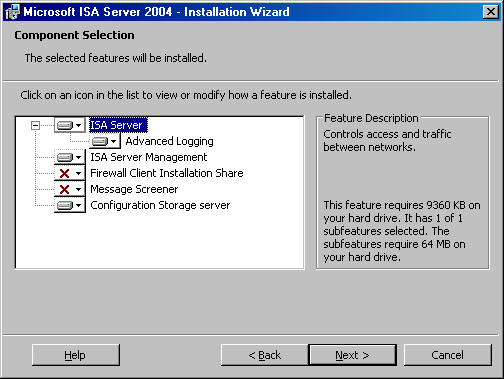 Microsoft ISA Server 2004 - Installation Wizard
Component Selection
The selected features will be installed.
Click on an icon in the list to view or modify how a feature is installed.
ISA Server
Advanced Logging
ISA Server Management
Firewall Client Installation Share
Message Screener
Configuration Storage server
Feature Description
Controls access and traffic
between networks.
This feature requires 9360 KB on
your hard drive. It has 1 of 1
subfeatures selected. The
subfeatures require 64 MB on
your hard drive.
Help
< Back
Next >
Cancel